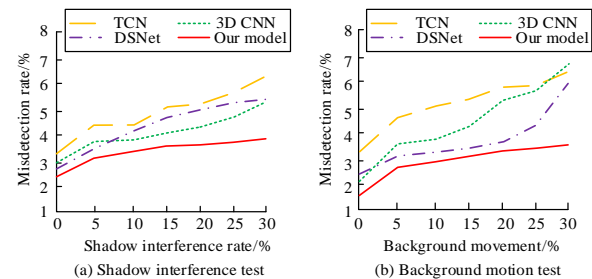 TCN 3D CNN
DSNet Our model
Misdetection rate/%
8
7
6
5
4
3
2
1
0 5 10 15 20 25 30
Shadow interference rate/%
(a) Shadow interference test
TCN 3D CNN
DSNet Our model
Misdetection rate/%
8
7
6
5
4
3
2
1
0 5 10 15 20 25 30
Background movement/%
(b) Background motion test